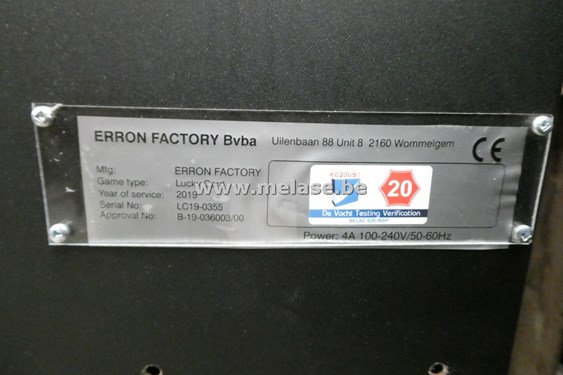 ERRON FACTORY Bvba Uilenbaan 88 Unit 8 2160 Wommelgem CE
Mfg: ERRON FACTORY
Game type: Lucky
Year of service: 2019
Serial No.: LC19-0355
Approval No: B-19-036003/00
www.melase.be
20
De Vocht Testing Verification
Power: 4A 100-240V/50-60Hz